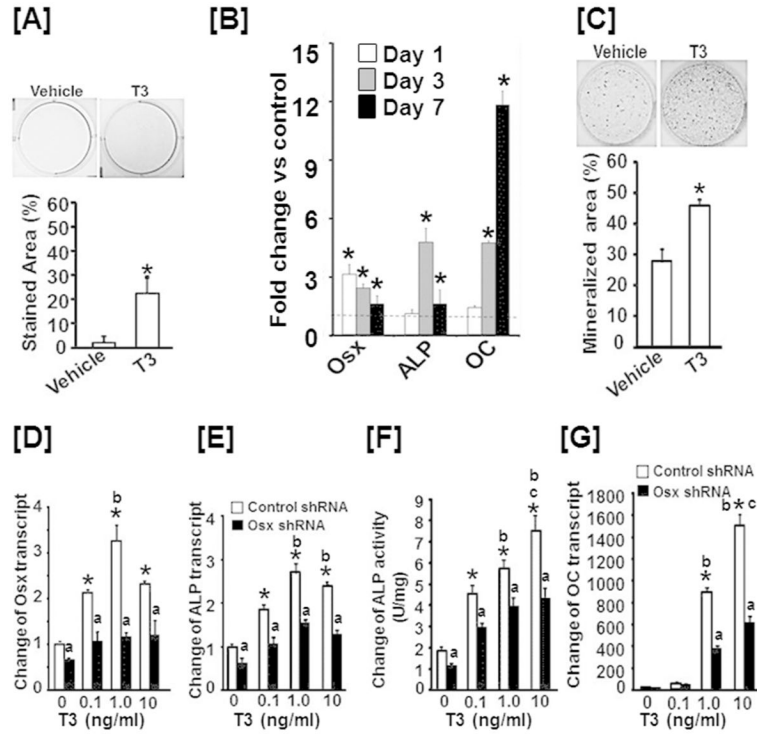 [A]
Vehicle T3
Stained Area (%)
60
50
40
30
20
10
0
*
Vehicle T3
[B]
Fold change vs control
15
12
9
6
3
0
Day 1
Day 3
Day 7
* * * * * * *
Osx ALP OC
[C]
Vehicle T3
Mineralized area (%)
60
50
40
30
20
10
0
*
Vehicle T3
[D]
Change of Osx transcript
4
3
2
1
0
a * a b * a * a
0 0.1 1.0 10
T3 (ng/ml)
[E]
Control shRNA
Osx shRNA
Change of ALP transcript
4
3
2
1
0
a * a b * a b * a
0 0.1 1.0 10
T3 (ng/ml)
[F]
Change of ALP activity
(U/mg)
9
8
7
6
5
4
3
2
1
0
a * a b * a b c * a
0 0.1 1.0 10
T3 (ng/ml)
[G]
Control shRNA
Osx shRNA
Change of OC transcript
1800
1600
1400
1200
1000
800
600
400
200
0
b * a b * c a
0 0.1 1.0 10
T3 (ng/ml)